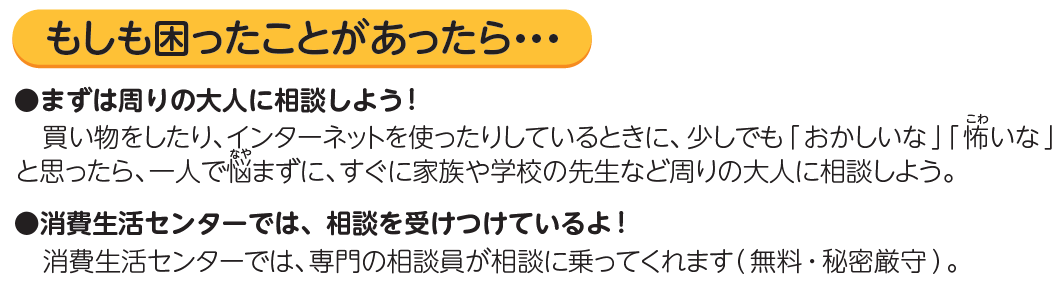 もしも困ったことがあったら…
●まずは周りの大人に相談しよう!
買い物をしたり、インターネットを使ったりしているときに、少しでも「おかしいな」「怖いな」
と思ったら、一人で悩まずに、すぐに家族や学校の先生など周りの大人に相談しよう。
●消費生活センターでは、相談を受けつけているよ!
消費生活センターでは、専門の相談員が相談に乗ってくれます(無料・秘密厳守)。